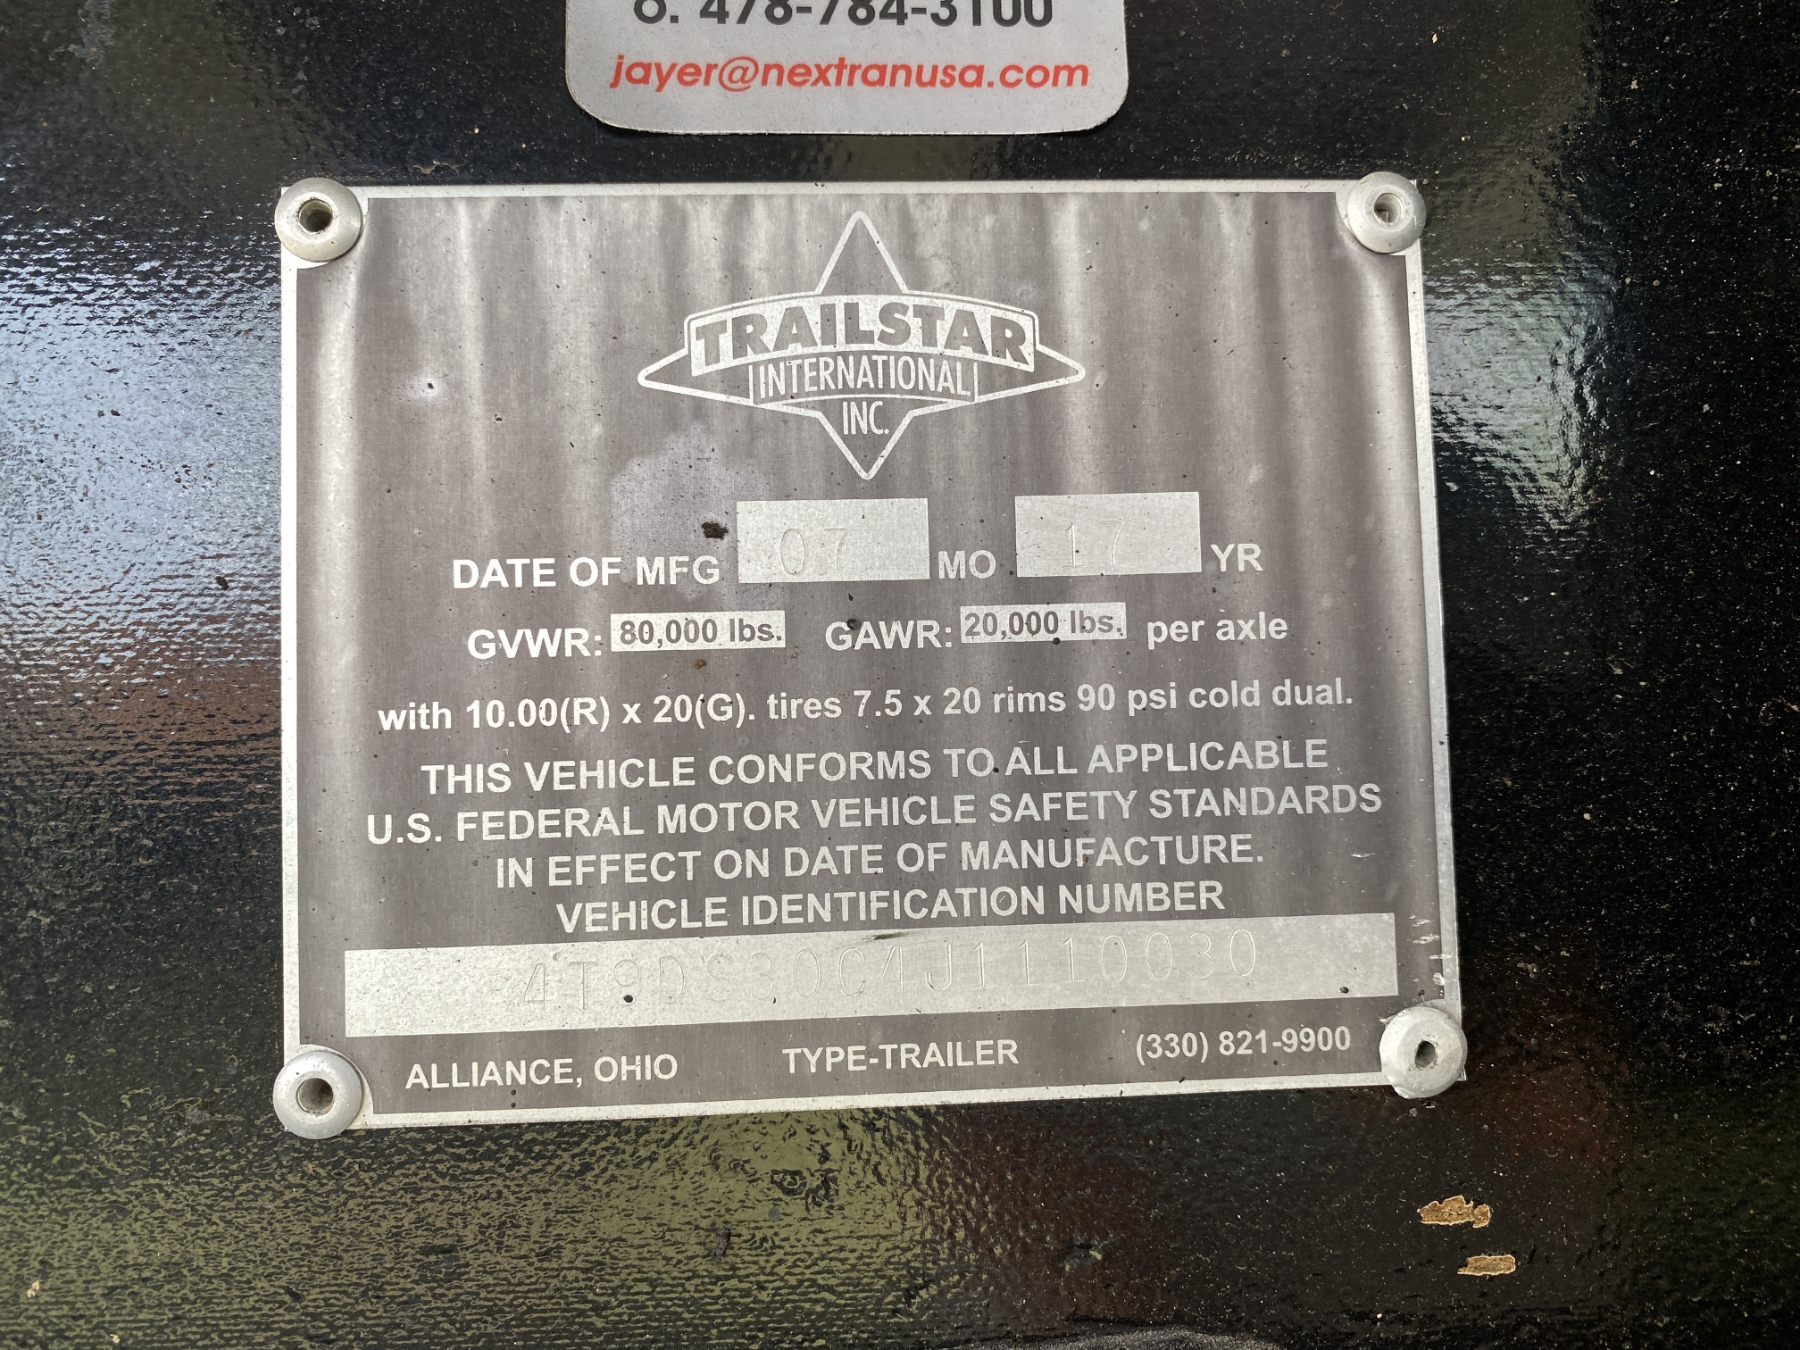 o. 478-784-3100
jayer@nextranusa.com
TRAILSTAR
INTERNATIONAL
INC.
DATE OF MFG 07 MO 17 YR
GVWR: 80,000 lbs. GAWR: 20,000 lbs. per axle
with 10.00(R) x 20(G). tires 7.5 x 20 rims 90 psi cold dual.
THIS VEHICLE CONFORMS TO ALL APPLICABLE
U.S. FEDERAL MOTOR VEHICLE SAFETY STANDARDS
IN EFFECT ON DATE OF MANUFACTURE.
VEHICLE IDENTIFICATION NUMBER
4T9DS30C4J1110030
ALLIANCE, OHIO TYPE-TRAILER (330) 821-9900